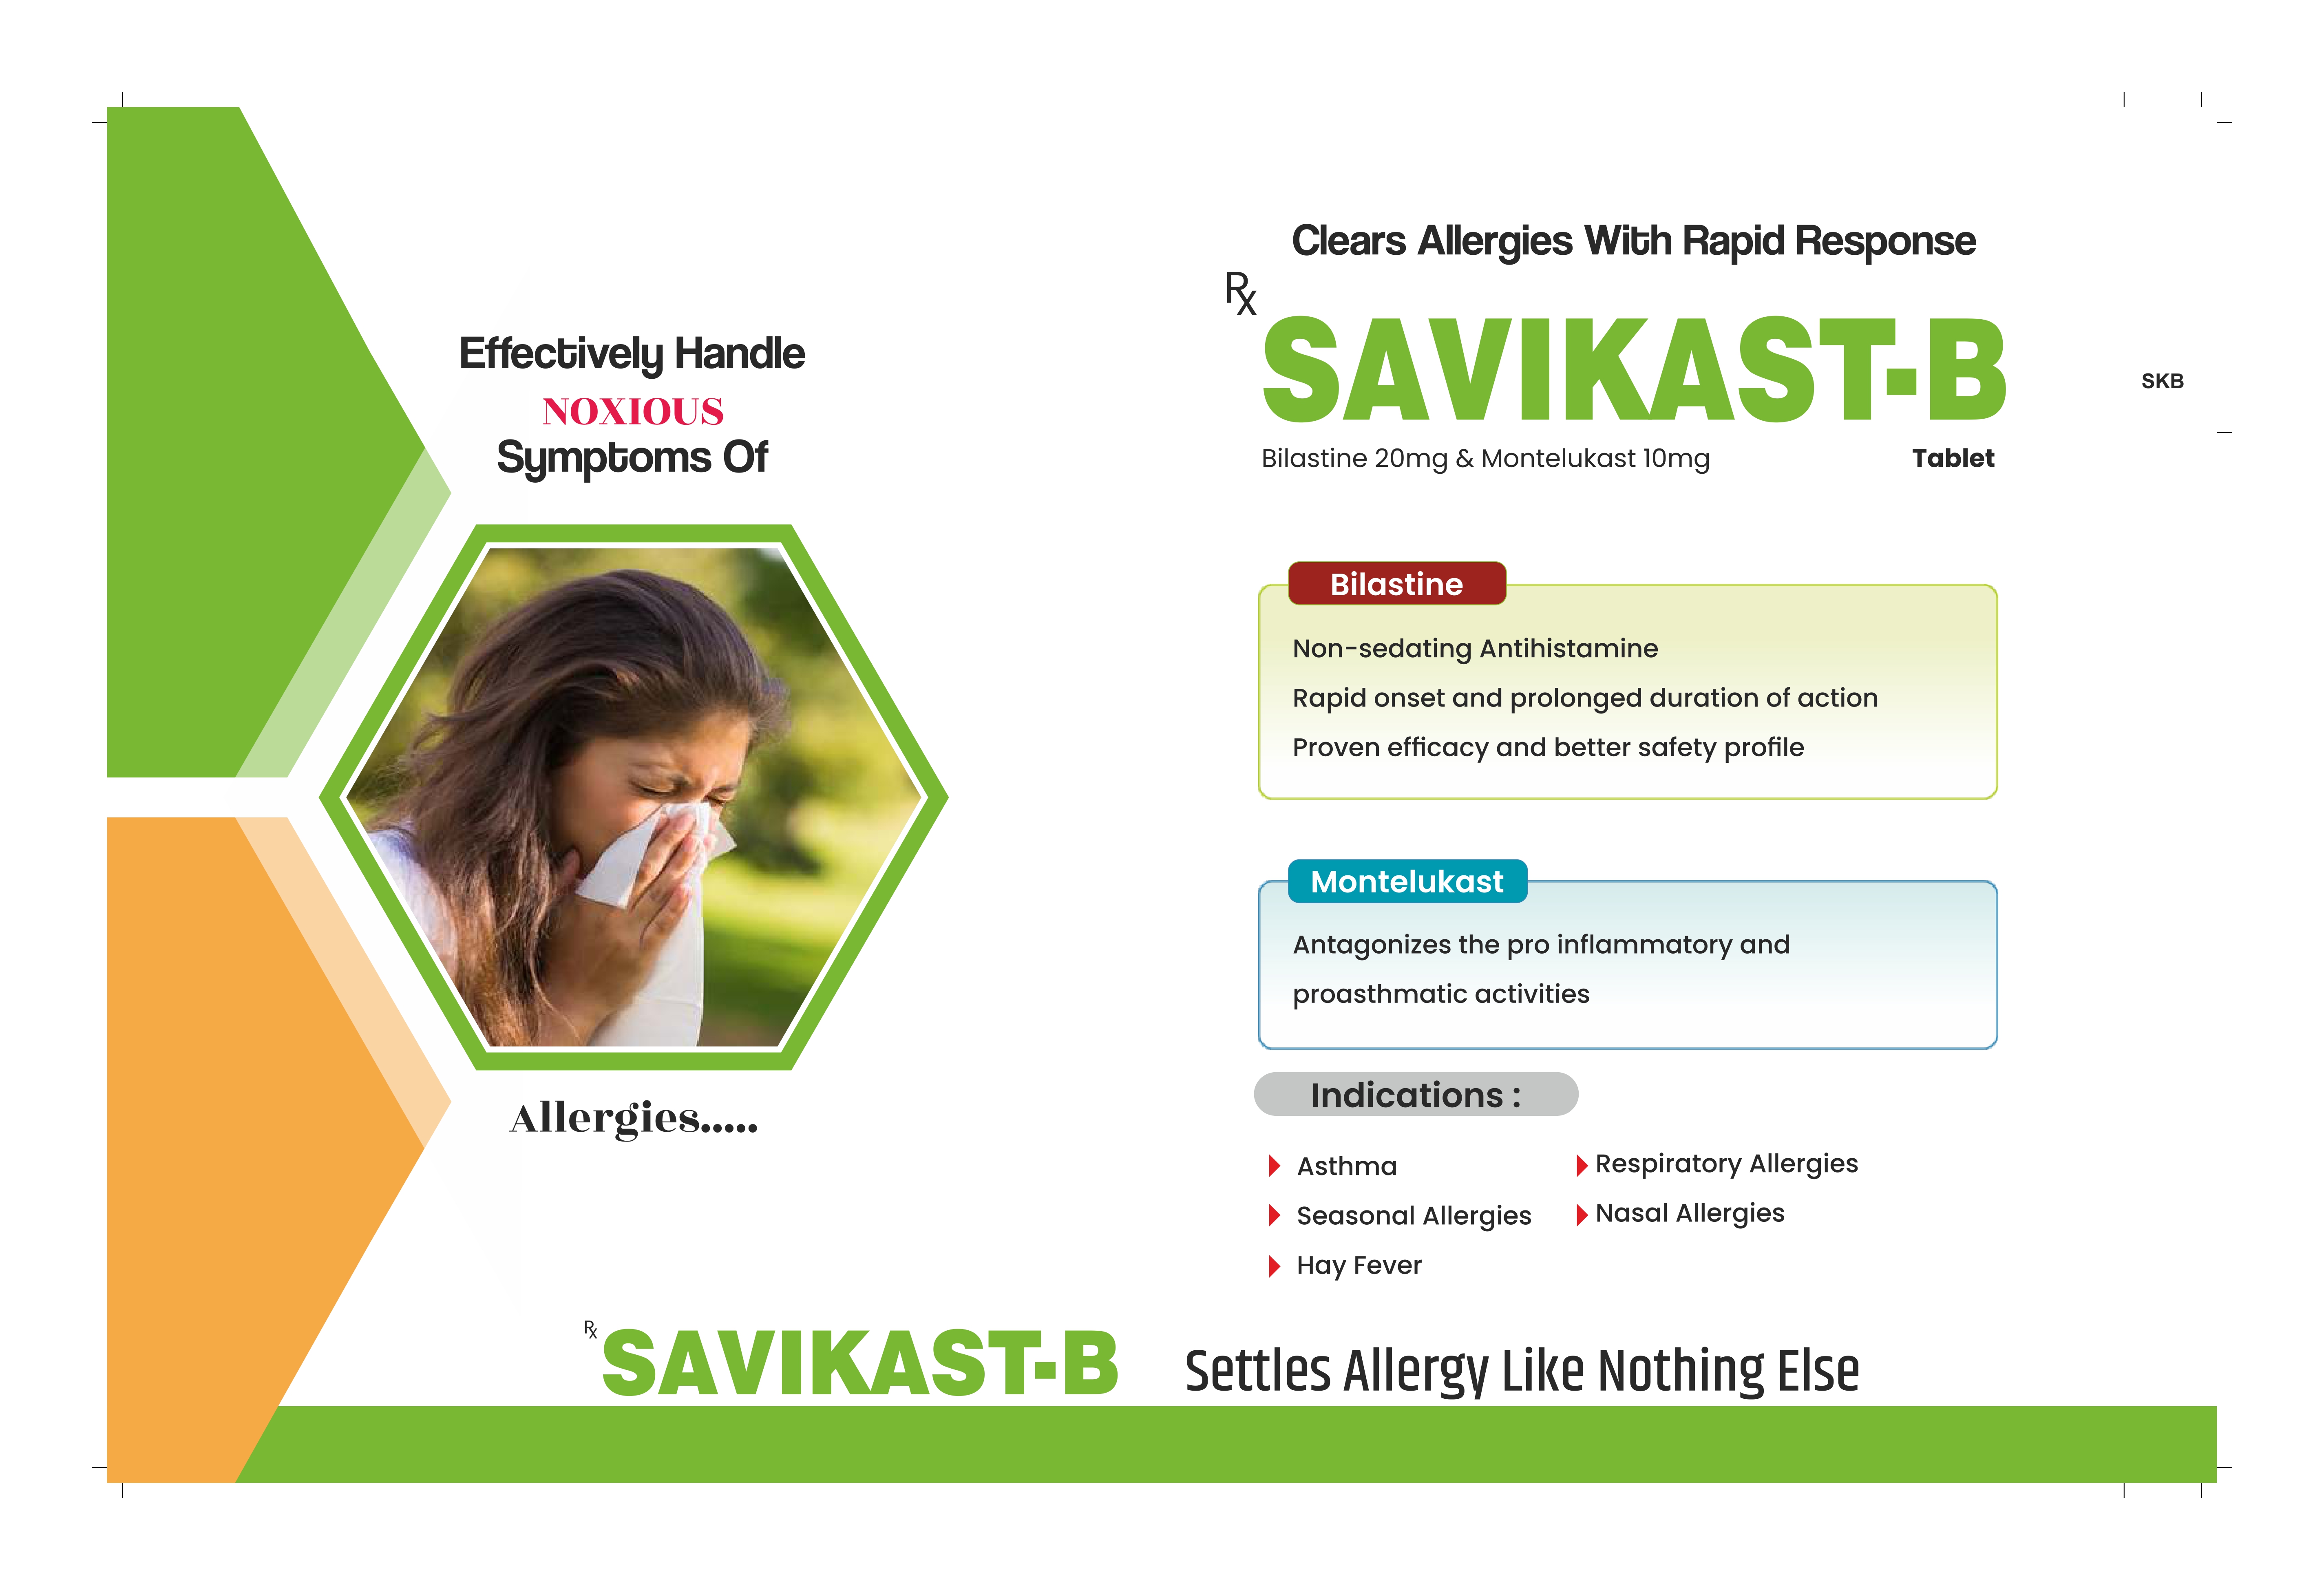 Effectively Handle
NOXIOUS
Symptoms Of
Allergies.....
Clears Allergies With Rapid Response
Rx
SAVIKAST-B
Bilastine 20mg & Montelukast 10mg Tablet
SKB
Bilastine
Non-sedating Antihistamine
Rapid onset and prolonged duration of action
Proven efficacy and better safety profile
Montelukast
Antagonizes the pro inflammatory and
proasthmatic activities
Indications :
Asthma
Seasonal Allergies
Hay Fever
Respiratory Allergies
Nasal Allergies
Rx SAVIKAST-B
Settles Allergy Like Nothing Else